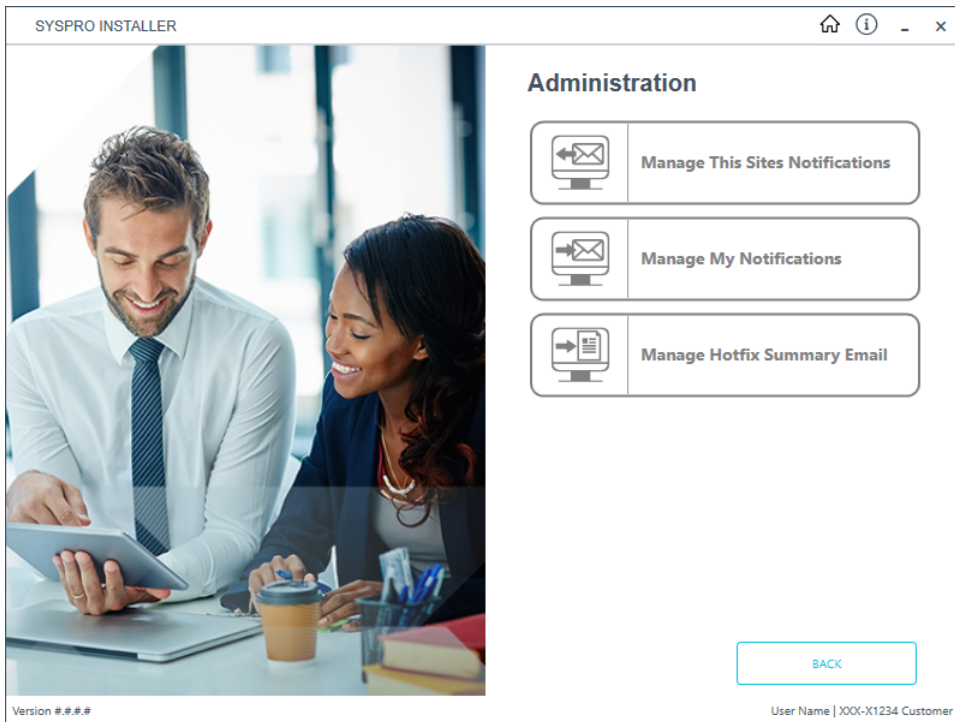 SYSPRO INSTALLER
Administration
Manage This Sites Notifications
Manage My Notifications
Manage Hotfix Summary Email
BACK
Version #.#.#.#
User Name | XXX-X1234 Customer